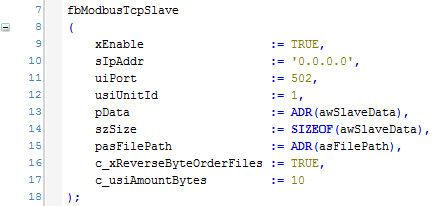 7 fbModbusTcpSlave
8 (
9 xEnable := TRUE,
10 sIpAddr := '0.0.0.0',
11 uiPort := 502,
12 usiUnitId := 1,
13 pData := ADR(awSlaveData),
14 szSize := SIZEOF(awSlaveData),
15 pasFilePath := ADR(asFilePath),
16 c_xReverseByteOrderFiles := TRUE,
17 c_usiAmountBytes := 10
18 );